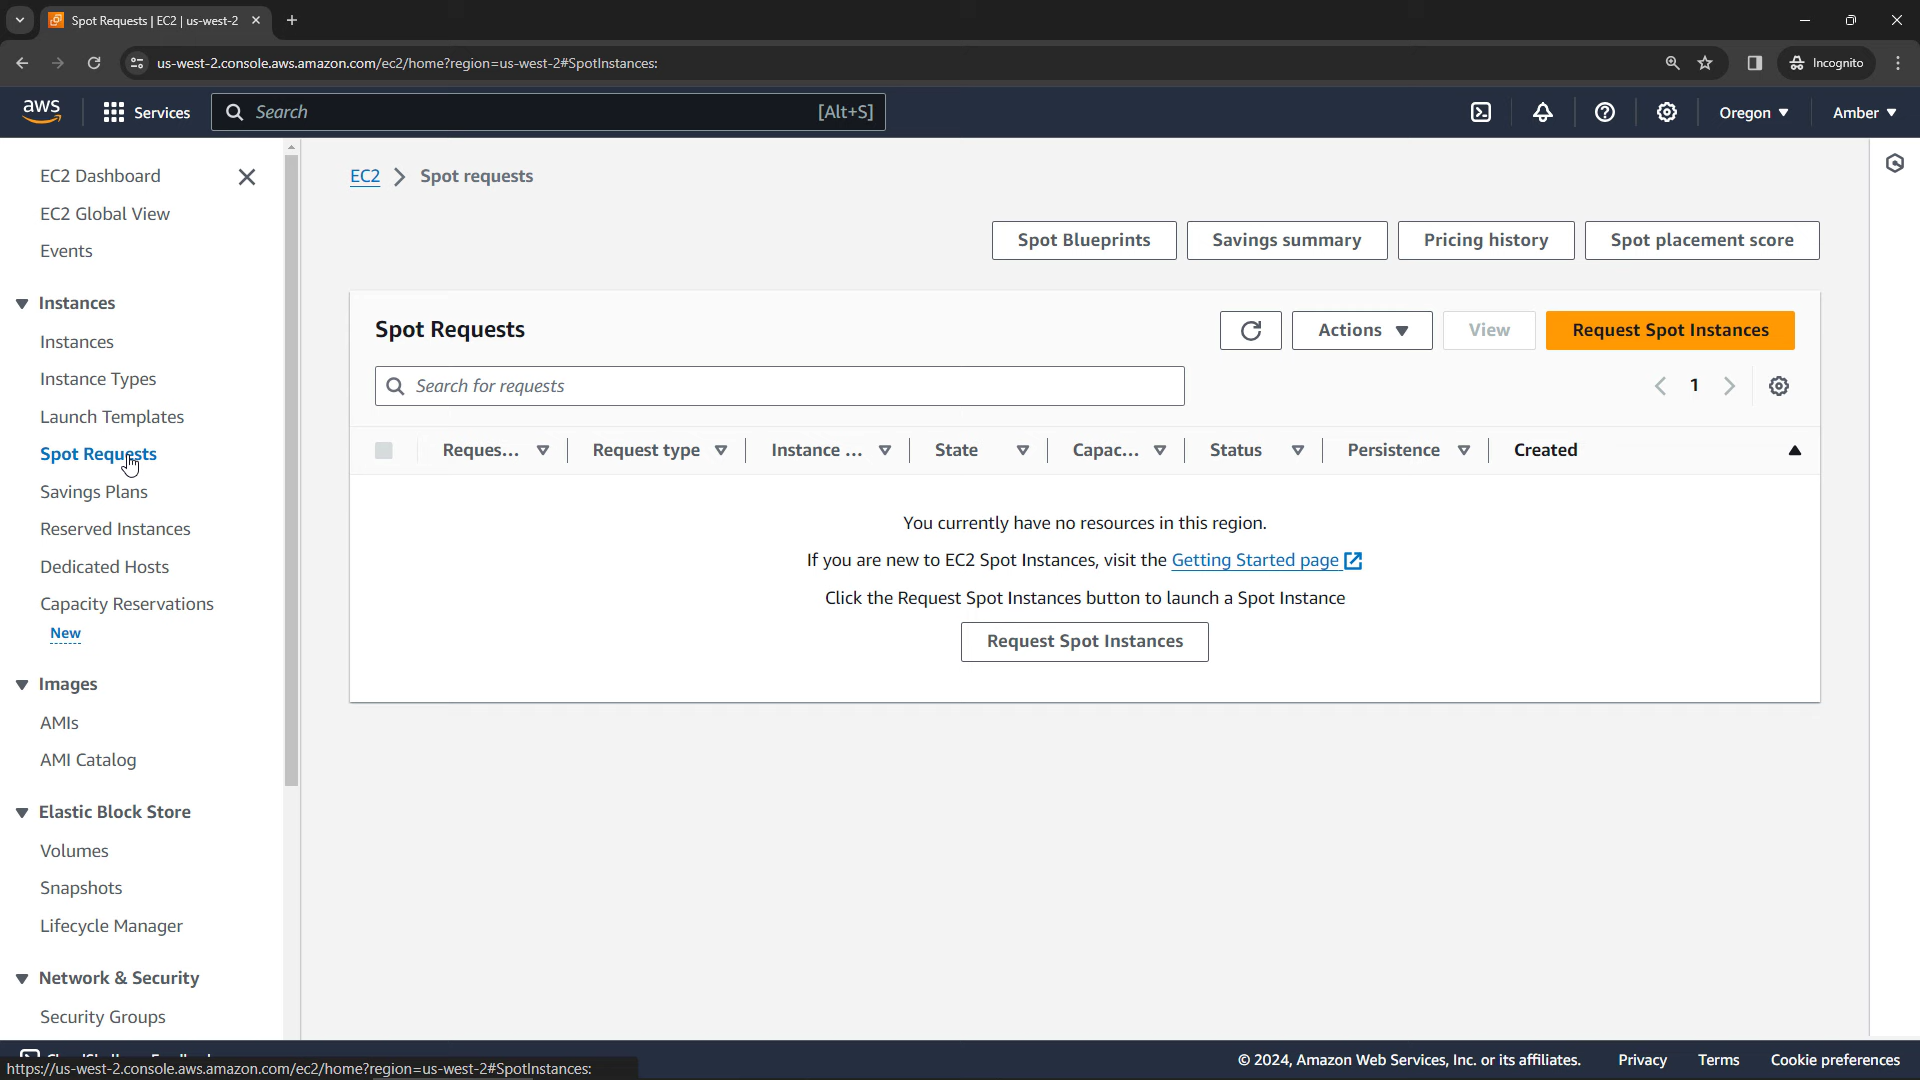 Spot Requests | EC2 | us-west-2
us-west-2.console.aws.amazon.com/ec2/home?region=us-west-2#SpotInstances:
Incognito
aws
Services
Search
[Alt+S]
Oregon
Amber
EC2 Dashboard
EC2 Global View
Events
Instances
Instances
Instance Types
Launch Templates
Spot Requests
Savings Plans
Reserved Instances
Dedicated Hosts
Capacity Reservations
New
Images
AMIs
AMI Catalog
Elastic Block Store
Volumes
Snapshots
Lifecycle Manager
Network & Security
Security Groups
EC2 Spot requests
Spot Blueprints
Savings summary
Pricing history
Spot placement score
Spot Requests
Actions
View
Request Spot Instances
Search for requests
1
Reques... Request type Instance ... State Capac... Status Persistence Created
You currently have no resources in this region.
If you are new to EC2 Spot Instances, visit the Getting Started page
Click the Request Spot Instances button to launch a Spot Instance
Request Spot Instances
https://us-west-2.console.aws.amazon.com/ec2/home?region=us-west-2#SpotInstances:
© 2024, Amazon Web Services, Inc. or its affiliates.
Privacy
Terms
Cookie preferences